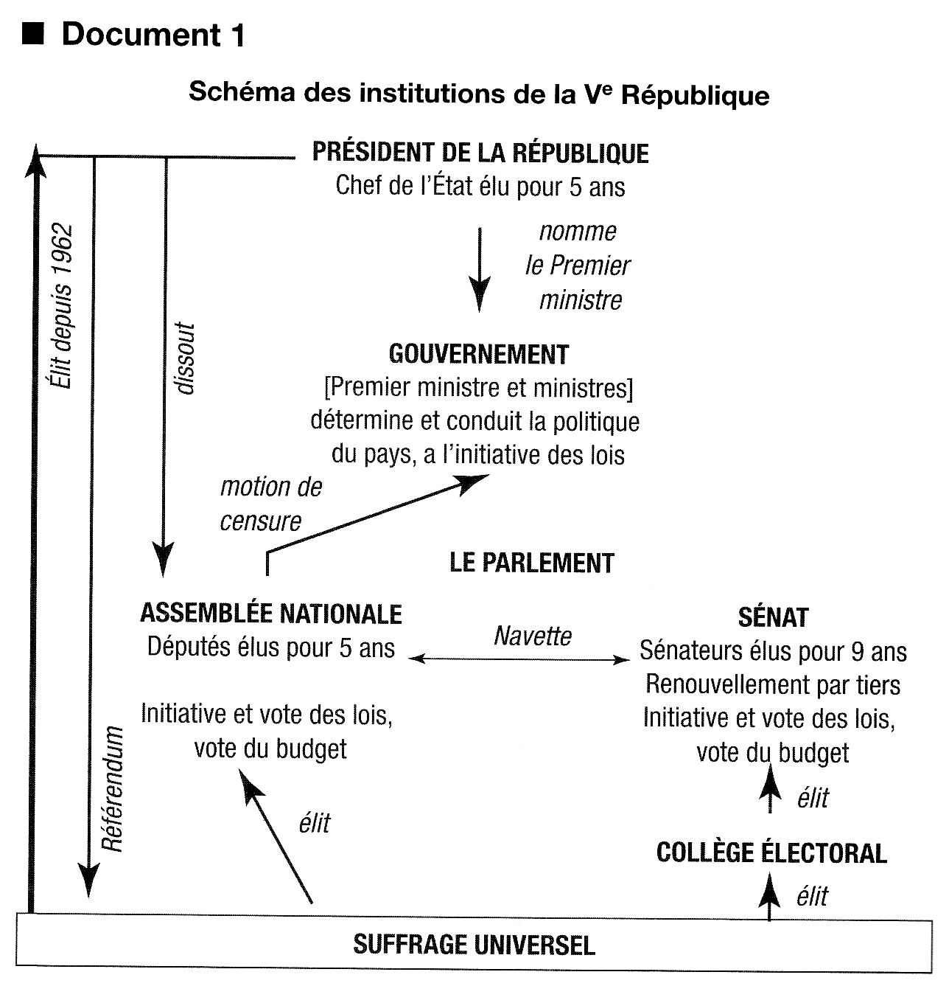 ■ Document 1
Schéma des institutions de la Vᵉ République
PRÉSIDENT DE LA RÉPUBLIQUE
Chef de l'État élu pour 5 ans
nomme
le Premier
ministre
Élit depuis 1962
dissout
Référendum
GOUVERNEMENT
[Premier ministre et ministres]
détermine et conduit la politique
du pays, a l'initiative des lois
motion de
censure
LE PARLEMENT
ASSEMBLÉE NATIONALE
Députés élus pour 5 ans
Initiative et vote des lois,
vote du budget
Navette
SÉNAT
Sénateurs élus pour 9 ans
Renouvellement par tiers
Initiative et vote des lois,
vote du budget
élit
élit
COLLÈGE ÉLECTORAL
élit
SUFFRAGE UNIVERSEL